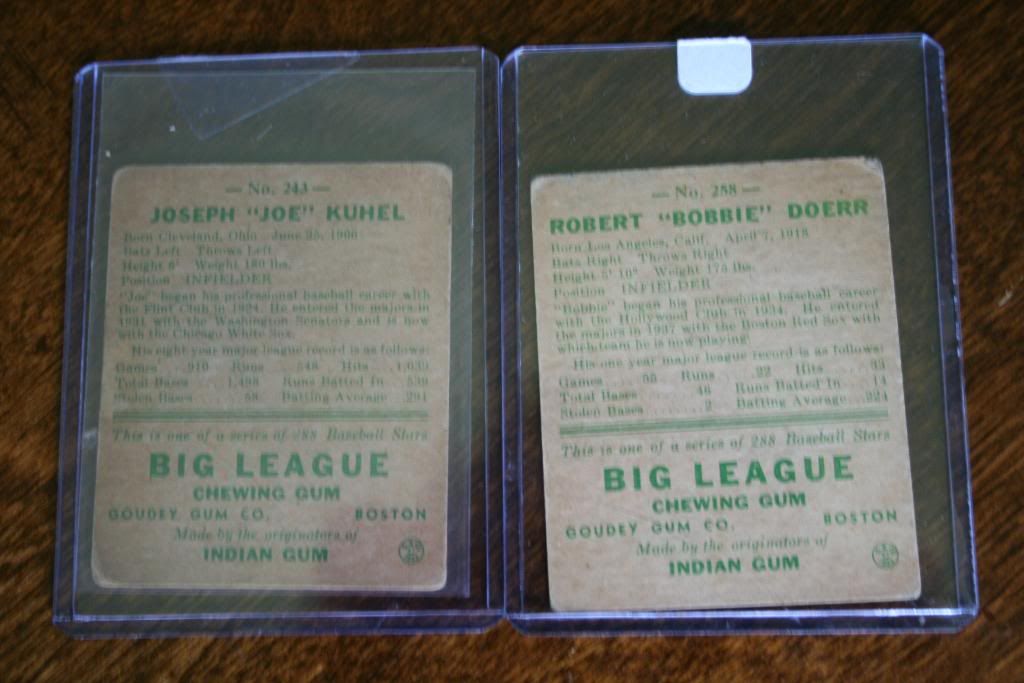 — No. 243 —
JOSEPH "JOE" KUHEL
Born Cleveland, Ohio June 25, 1906
Bats Left Throws Left
Height 6' Weight 180 lbs.
Position INFIELDER
"Joe" began his professional baseball career with
the Flint Club in 1924. He entered the majors in
1931 with the Washington Senators and is now
with the Chicago White Sox.
His eight year major league record is as follows:
Games 910 Runs 548 Hits 1,039
Total Bases 1,498 Runs Batted In 539
Stolen Bases 58 Batting Average .291
This is one of a series of 288 Baseball Stars
BIG LEAGUE
CHEWING GUM
GOUDEY GUM CO. BOSTON
Made by the originators of
INDIAN GUM
— No. 258 —
ROBERT "BOBBIE" DOERR
Born Los Angeles, Calif. April 7, 1918
Bats Right Throws Right
Height 5' 10" Weight 175 lbs.
Position INFIELDER
"Bobbie" began his professional baseball career
with the Hollywood Club in 1934. He entered
the majors in 1937 with the Boston Red Sox with
which team he is now playing.
His one year major league record is as follows:
Games 55 Runs 22 Hits 33
Total Bases 46 Runs Batted In 14
Stolen Bases 2 Batting Average .224
This is one of a series of 288 Baseball Stars
BIG LEAGUE
CHEWING GUM
GOUDEY GUM CO. BOSTON
Made by the originators of
INDIAN GUM